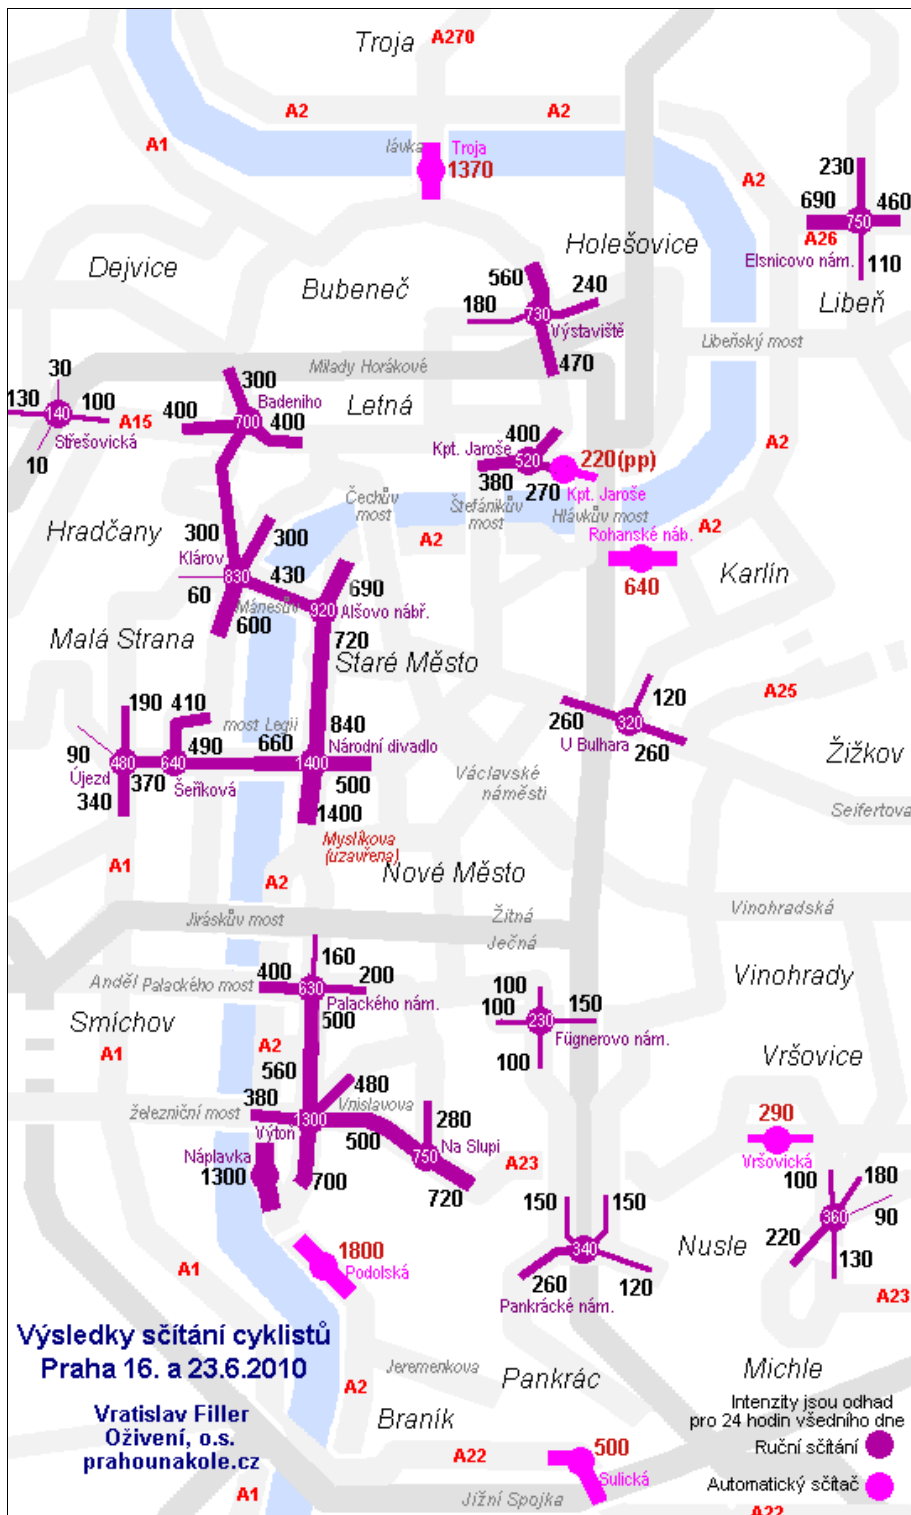 Troja
A270
A2
A2
A1
lávka
Troja
1370
A2
230
690
460
750
A26
Elsnicovo nám.
110
Libeň
Dejvice
Bubeneč
Holešovice
560
240
180
730
Výstaviště
470
Libeňský most
Milady Horákové
30
130
100
140
A15
Střešovická
10
300
Badeniho
400
700
400
Letná
400
Kpt. Jaroše
520
220(pp)
380
270
Kpt. Jaroše
A2
Čechův
most
Štefánikův
most
Hlávkův most
A2
A2
Rohanské náb.
640
Karlín
Hradčany
300
300
Klárov
830
430
60
Mánesův
600
690
920
Alšovo nábř.
720
Malá Strana
Staré Město
190
410
most Legií
840
90
480
640
490
660
Národní divadlo
1400
Újezd
370
Šeříková
500
340
1400
Myslíkova
(uzavřena)
120
A25
260
320
U Bulhara
260
Žižkov
Václavské
náměstí
Seifertova
A1
A2
Nové Město
Jiráskův most
Žitná
Ječná
Vinohradská
160
400
200
Anděl
Palackého most
630
Palackého nám.
500
Smíchov
A1
A2
100
100
150
230
Fügnerovo nám.
100
Vinohrady
Vršovice
560
480
380
železniční most
Vnislavova
1300
Výtoň
500
280
Na Slupi
750
Náplavka
1300
700
720
A23
290
Vršovická
100
180
360
90
220
130
150
150
340
260
120
Pankrácké nám.
Nusle
A23
1800
Podolská
A1
Výsledky sčítání cyklistů
Praha 16. a 23.6.2010
Vratislav Filler
Oživení, o.s.
prahounakole.cz
Jeremenkova
A2
Pankrác
Michle
Braník
A22
500
Sulická
Jížní Spojka
A1
Intenzity jsou odhad
pro 24 hodin všedního dne
Ruční sčítání
Automatický sčítač
A22